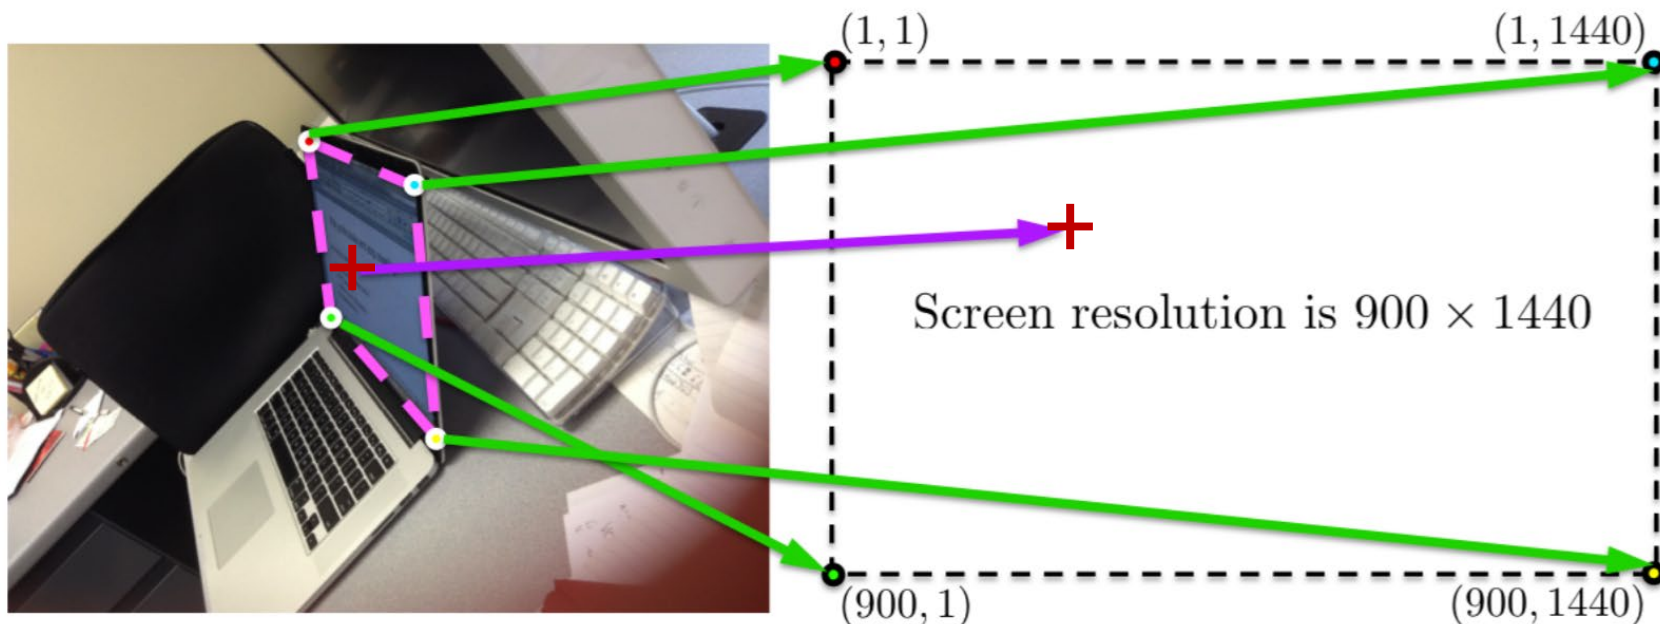 (1, 1)
(1, 1440)
Screen resolution is 900 × 1440
(900, 1)
(900, 1440)